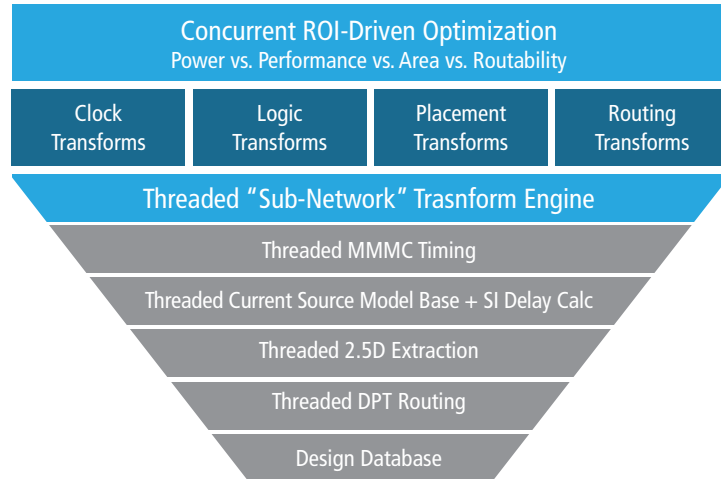 Concurrent ROI-Driven Optimization
Power vs. Performance vs. Area vs. Routability
Clock
Transforms
Logic
Transforms
Placement
Transforms
Routing
Transforms
Threaded “Sub-Network” Trasnform Engine
Threaded MMMC Timing
Threaded Current Source Model Base + SI Delay Calc
Threaded 2.5D Extraction
Threaded DPT Routing
Design Database